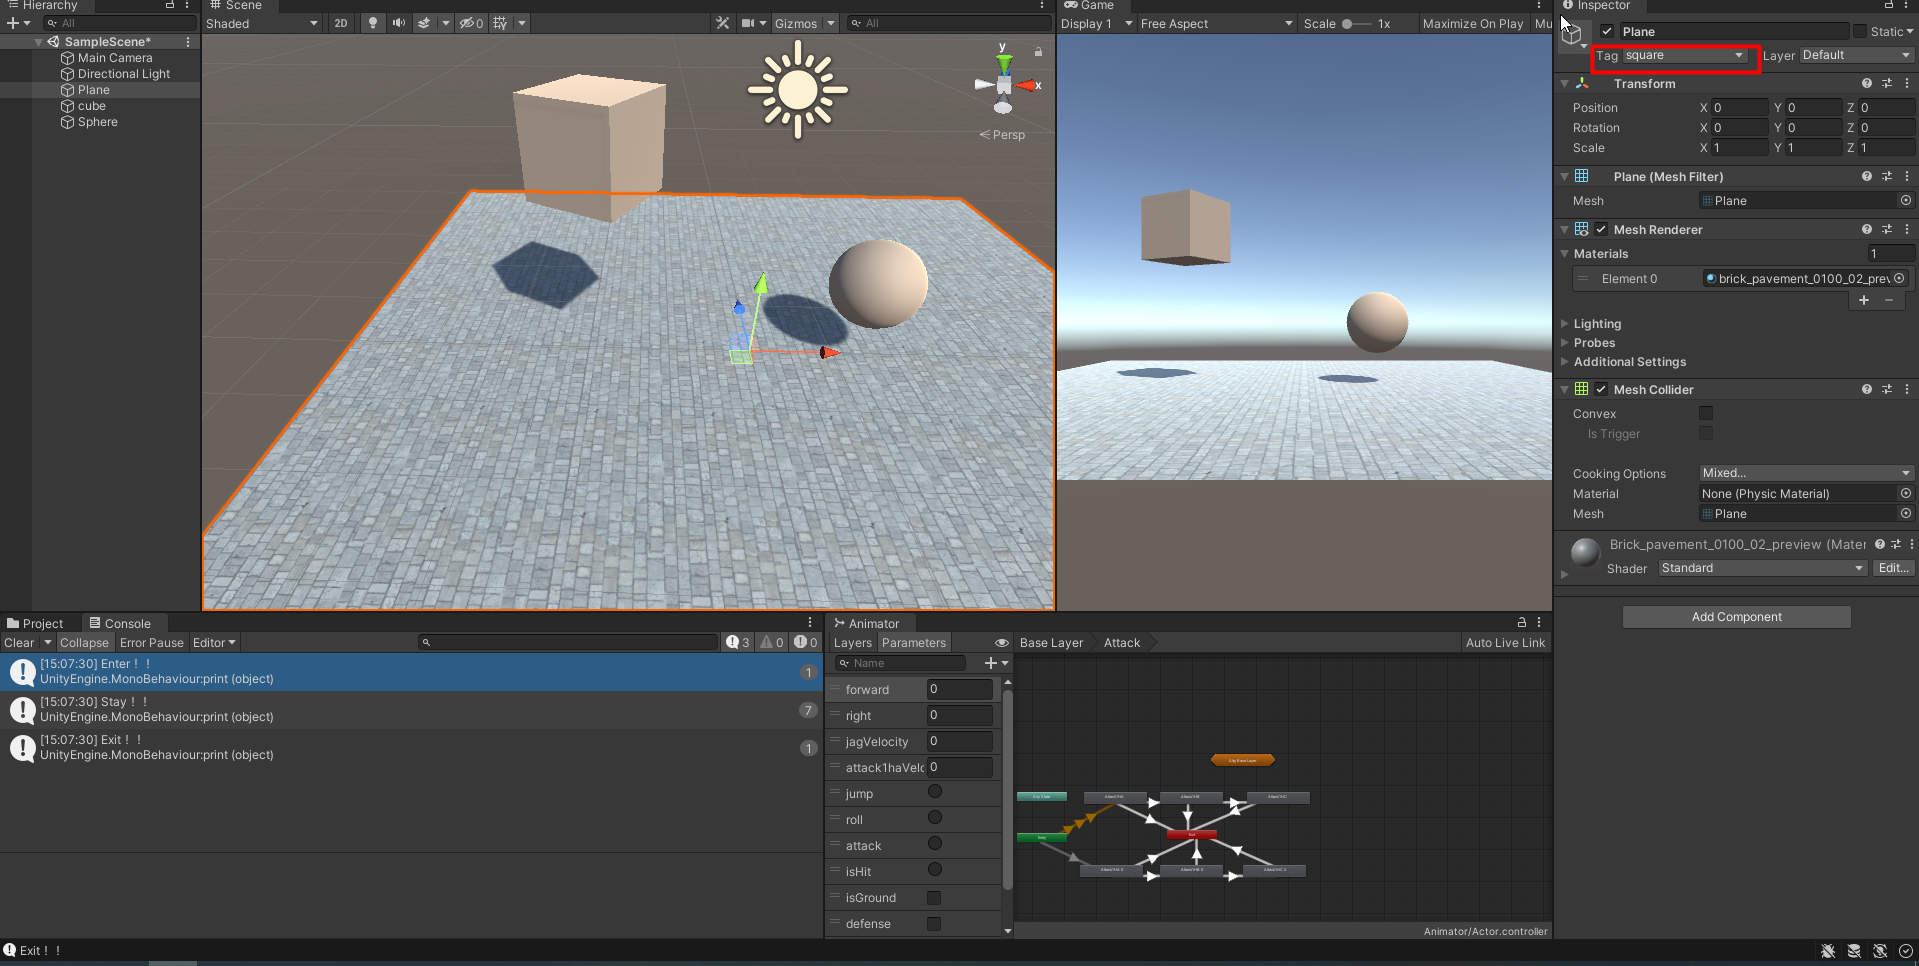 Hierarchy
All
SampleScene*
Main Camera
Directional Light
Plane
cube
Sphere
Scene
Shaded
2D
0
Gizmos
All
y
x
Persp
Game
Display 1
Free Aspect
Scale
1x
Maximize On Play
Mu
Inspector
Plane
Static
Tag square
Layer Default
Transform
Position X 0 Y 0 Z 0
Rotation X 0 Y 0 Z 0
Scale X 1 Y 1 Z 1
Plane (Mesh Filter)
Mesh Plane
Mesh Renderer
Materials 1
Element 0 brick_pavement_0100_02_prev
Lighting
Probes
Additional Settings
Mesh Collider
Convex
Is Trigger
Cooking Options Mixed...
Material None (Physic Material)
Mesh Plane
Brick_pavement_0100_02_preview (Mater
Shader Standard Edit...
Add Component
Project
Console
Clear
Collapse
Error Pause
Editor
3
0
0
[15:07:30] Enter！！
UnityEngine.MonoBehaviour:print (object)
1
[15:07:30] Stay！！
UnityEngine.MonoBehaviour:print (object)
7
[15:07:30] Exit！！
UnityEngine.MonoBehaviour:print (object)
1
Animator
Layers
Parameters
Base Layer
Attack
Auto Live Link
Name
forward 0
right 0
jagVelocity 0
attack1haVelc 0
jump
roll
attack
isHit
isGround
defense
Animator/Actor.controller
Exit！！